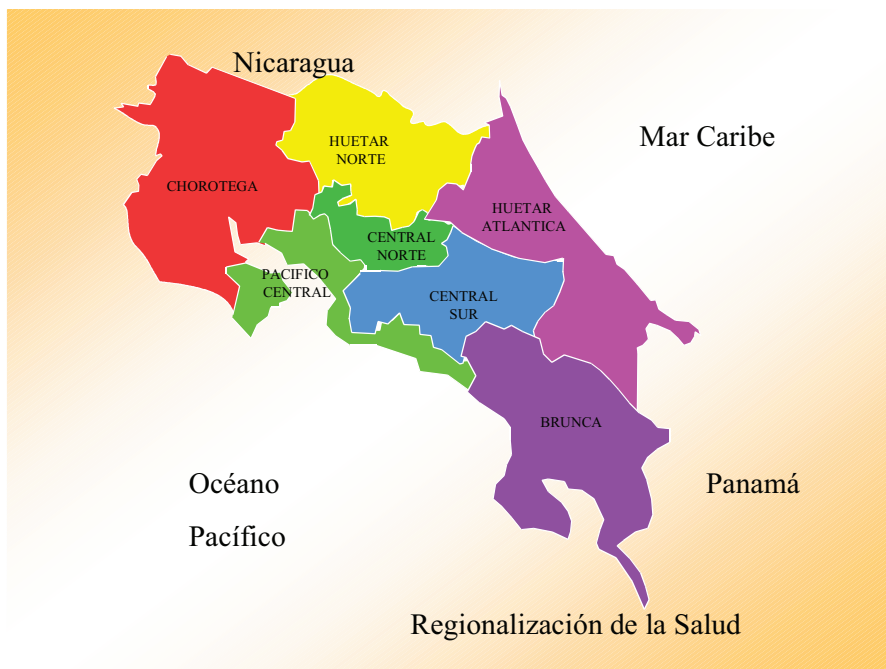 Nicaragua
Mar Caribe
HUETAR
NORTE
CHOROTEGA
HUETAR
ATLANTICA
CENTRAL
NORTE
PACIFICO
CENTRAL
CENTRAL
SUR
BRUNCA
Océano
Pacífico
Panamá
Regionalización de la Salud